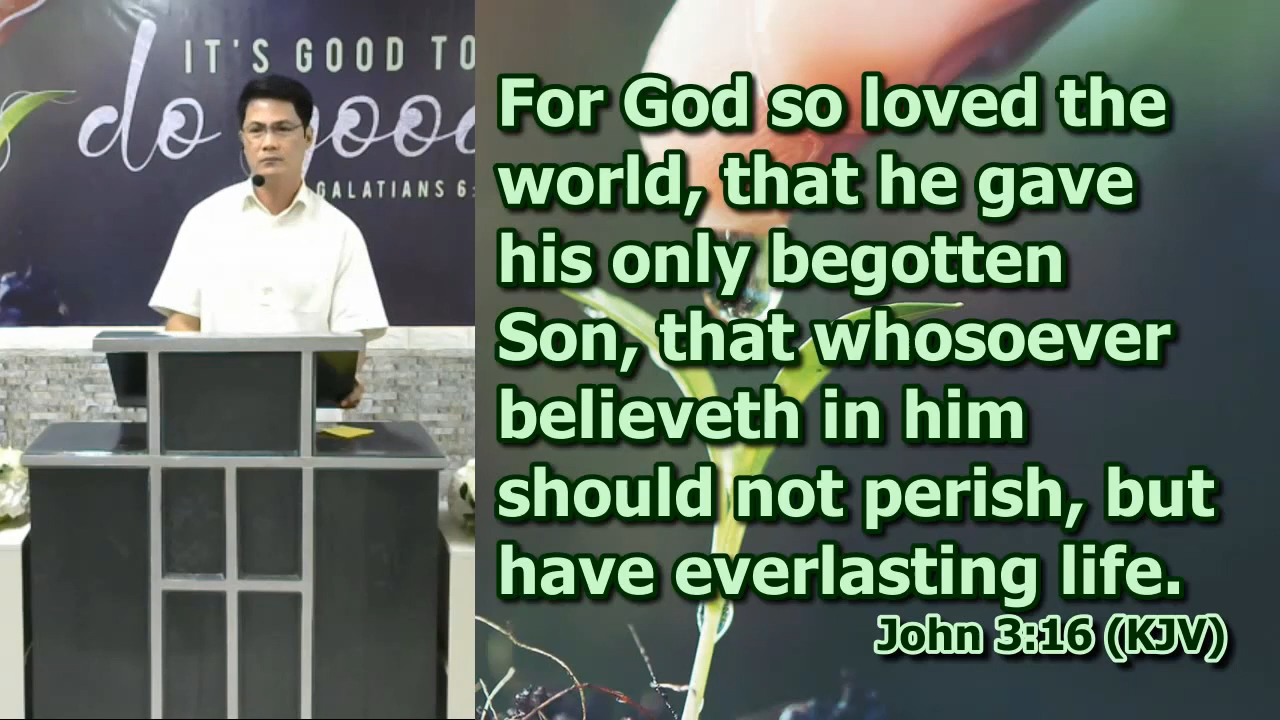 IT'S GOOD TO
do good
GALATIANS 6:
For God so loved the
world, that he gave
his only begotten
Son, that whosoever
believeth in him
should not perish, but
have everlasting life.
John 3:16 (KJV)